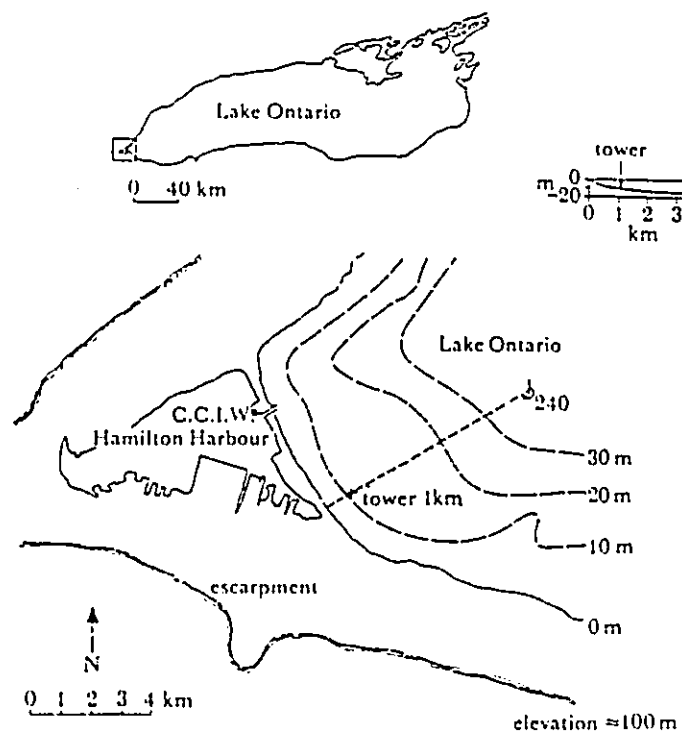 Lake Ontario
0 40 km
tower
m 0
-20
0 1 2 3
km
Lake Ontario
C.C.I.W.
Hamilton Harbour
240
30 m
20 m
tower 1km
10 m
escarpment
0 m
N
0 1 2 3 4 km
elevation ≈100 m